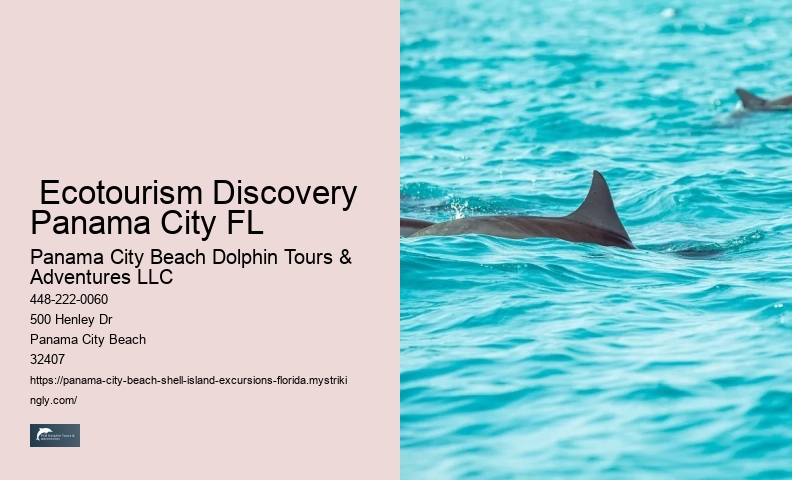 Ecotourism Discovery
Panama City FL
Panama City Beach Dolphin Tours &
Adventures LLC
448-222-0060
500 Henley Dr
Panama City Beach
32407
https://panama-city-beach-shell-island-excursions-florida.mystriki
ngly.com/